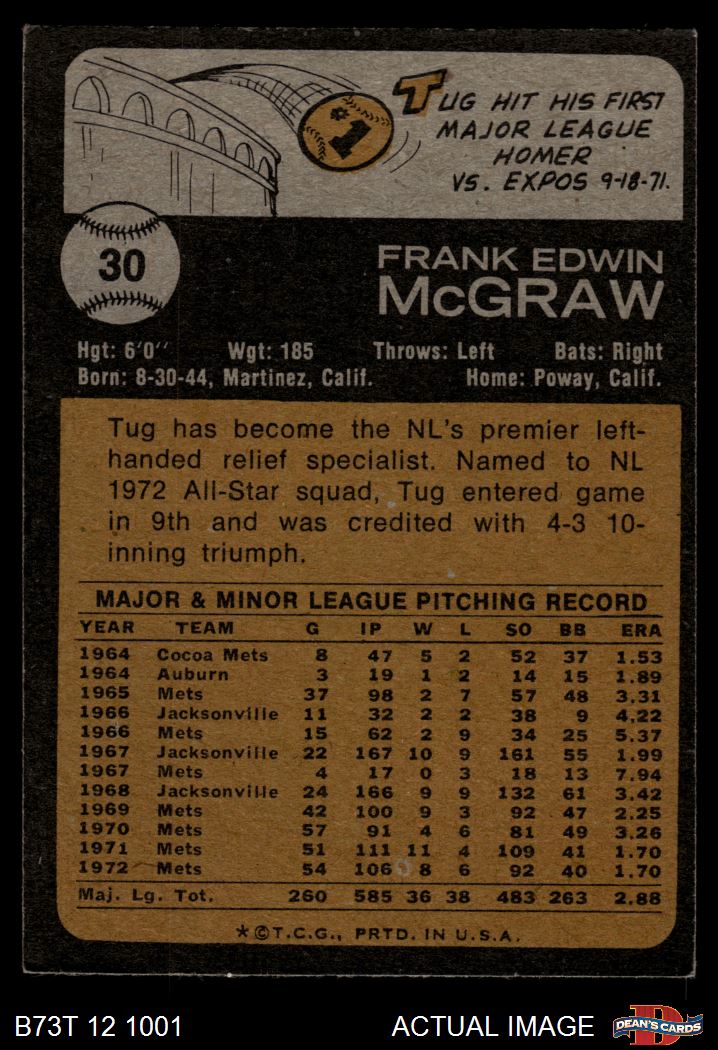 #1
TUG HIT HIS FIRST
MAJOR LEAGUE
HOMER
VS. EXPOS 9-18-71.
30
FRANK EDWIN
McGRAW
Hgt: 6'0" Wgt: 185 Throws: Left Bats: Right
Born: 8-30-44, Martinez, Calif. Home: Poway, Calif.
Tug has become the NL's premier left-
handed relief specialist. Named to NL
1972 All-Star squad, Tug entered game
in 9th and was credited with 4-3 10-
inning triumph.
MAJOR & MINOR LEAGUE PITCHING RECORD
YEAR TEAM G IP W L SO BB ERA
1964 Cocoa Mets 8 47 5 2 52 37 1.53
1964 Auburn 3 19 1 2 14 15 1.89
1965 Mets 37 98 2 7 57 48 3.31
1966 Jacksonville 11 32 2 2 38 9 4.22
1966 Mets 15 62 2 9 34 25 5.37
1967 Jacksonville 22 167 10 9 161 55 1.99
1967 Mets 4 17 0 3 18 13 7.94
1968 Jacksonville 24 166 9 9 132 61 3.42
1969 Mets 42 100 9 3 92 47 2.25
1970 Mets 57 91 4 6 81 49 3.26
1971 Mets 51 111 11 4 109 41 1.70
1972 Mets 54 106 8 6 92 40 1.70
Maj. Lg. Tot. 260 585 36 38 483 263 2.88
*©T.C.G., PRTD. IN U.S.A.
B73T 12 1001 ACTUAL IMAGE DEAN'S CARDS